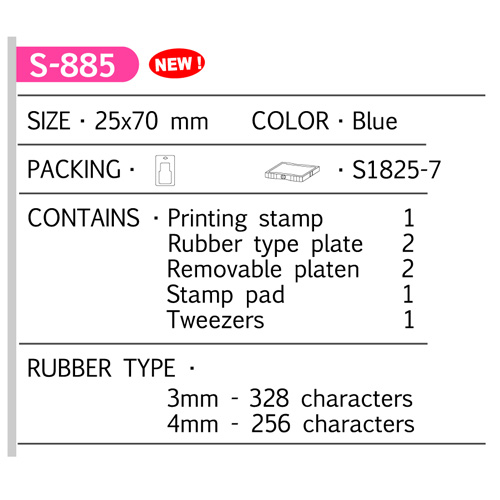 S-885 NEW!
SIZE · 25x70 mm COLOR · Blue
PACKING · · S1825-7
CONTAINS · Printing stamp 1
Rubber type plate 2
Removable platen 2
Stamp pad 1
Tweezers 1
RUBBER TYPE ·
3mm - 328 characters
4mm - 256 characters